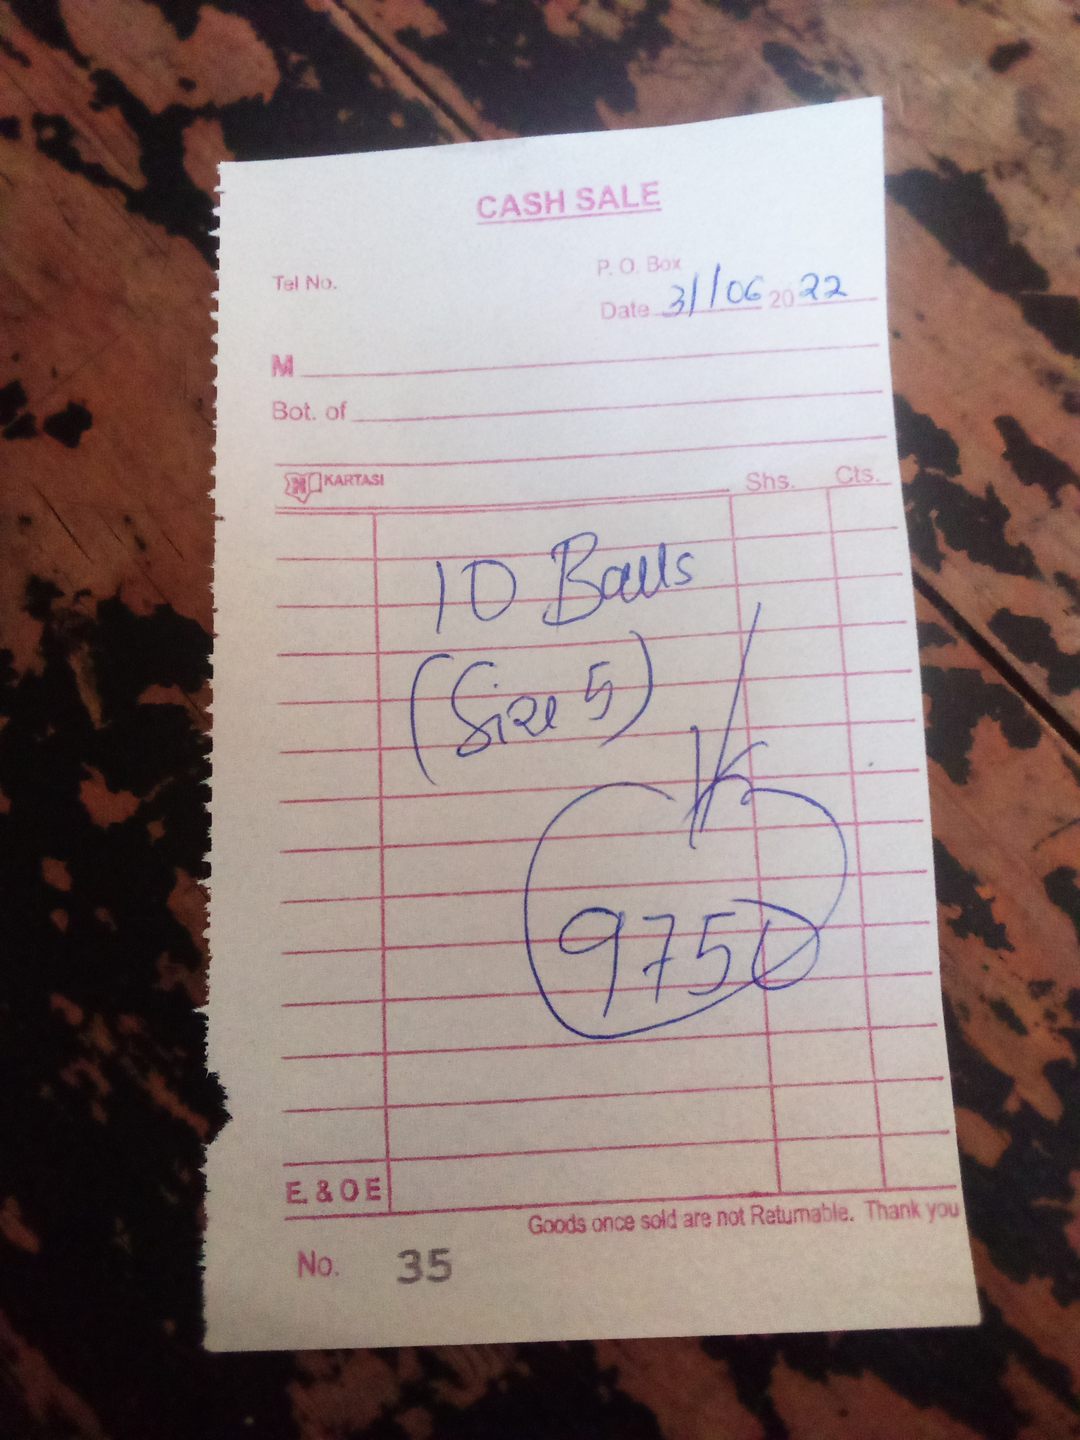 CASH SALE
Tel No.
P. O. Box
Date 31/06 2022
M
Bot. of
KARTASI
Shs. Cts.
10 Balls
(Size 5)
9750
E. & O E
Goods once sold are not Returnable. Thank you
No. 35